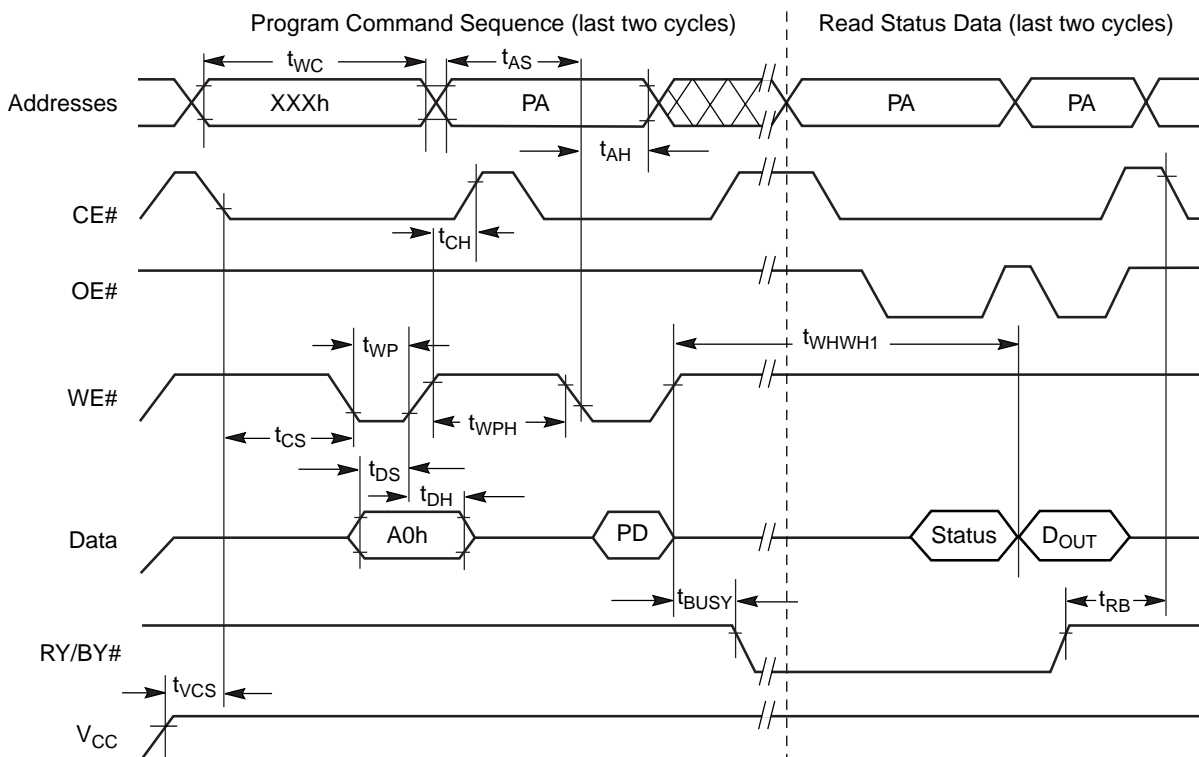 Program Command Sequence (last two cycles)
Read Status Data (last two cycles)
tWC
tAS
Addresses
XXXh
PA
PA
PA
tAH
CE#
tCH
OE#
tWP
tWHWH1
WE#
tCS
tWPH
tDS
tDH
Data
A0h
PD
Status
DOUT
tBUSY
tRB
RY/BY#
tVCS
VCC